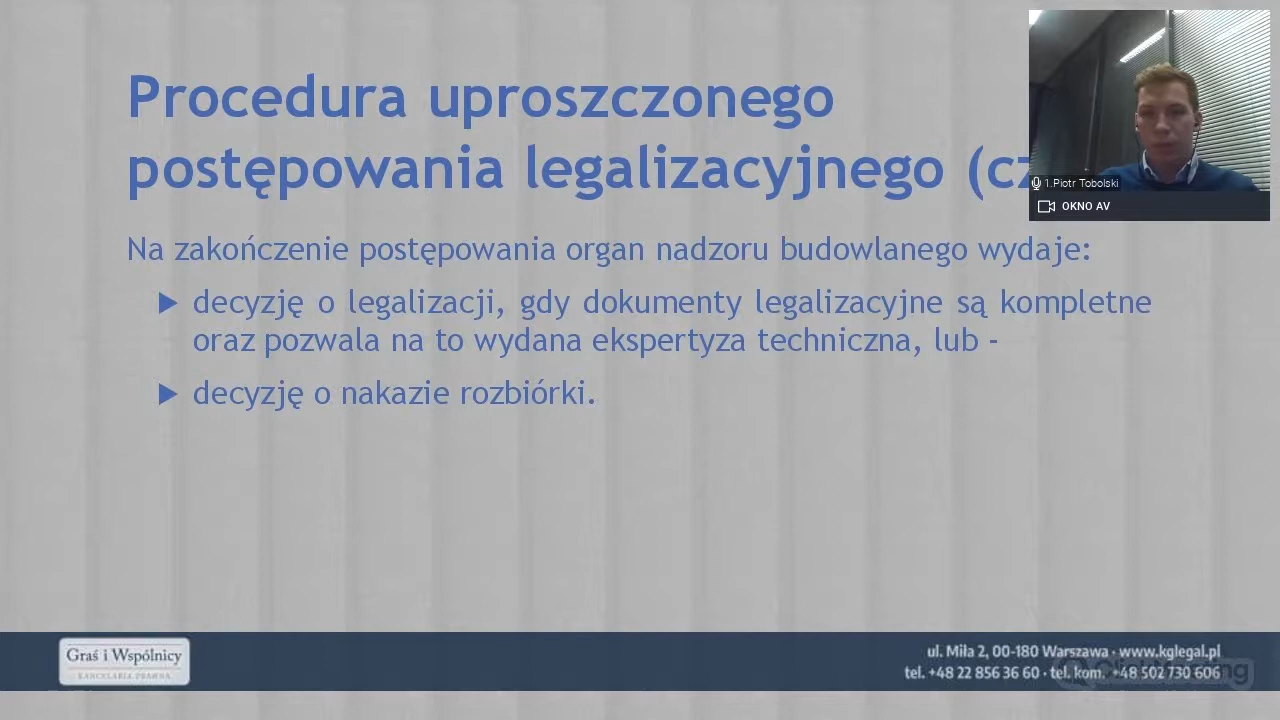 Procedura uproszczonego
postępowania legalizacyjnego (cz
1.Piotr Tobolski
OKNO AV
Na zakończenie postępowania organ nadzoru budowlanego wydaje:
decyzję o legalizacji, gdy dokumenty legalizacyjne są kompletne
oraz pozwala na to wydana ekspertyza techniczna, lub -
decyzję o nakazie rozbiórki.
Graś i Wspólnicy
KANCELARIA PRAWNA
ul. Miła 2, 00-180 Warszawa · www.kglegal.pl
tel. +48 22 856 36 60 · tel. kom. +48 502 730 606
ClickMeeting